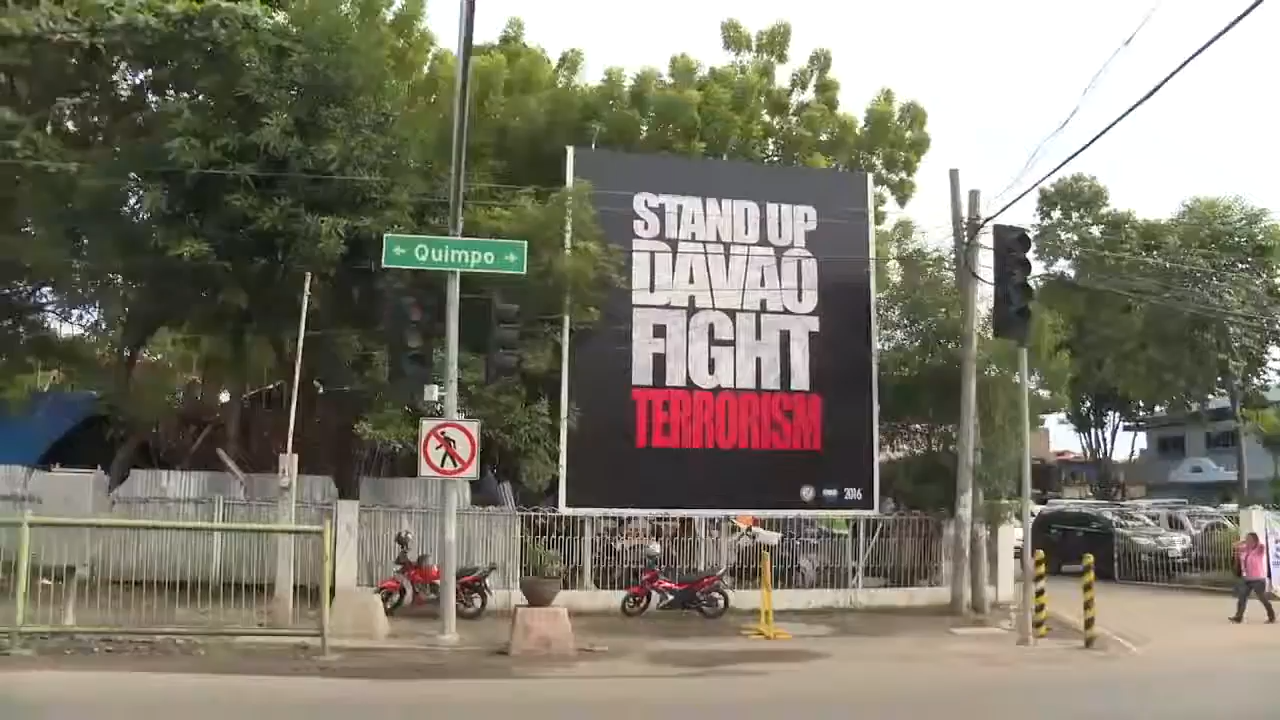 ← Quimpo →
STAND UP
DAVAO
FIGHT
TERRORISM
2016